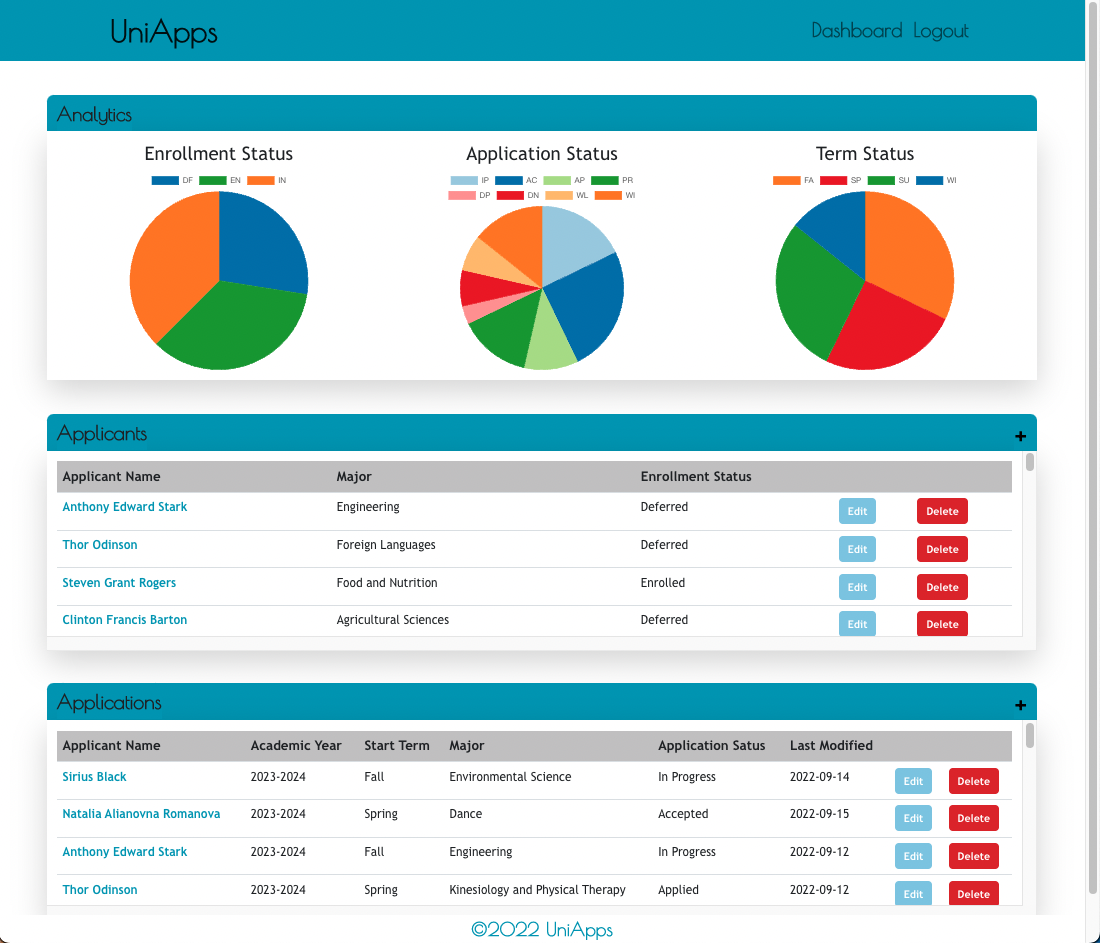 UniApps Dashboard Logout
Analytics
Enrollment Status
DF EN IN
Application Status
IP AC AP PR
DP DN WL WI
Term Status
FA SP SU WI
Applicants +
Applicant Name Major Enrollment Status
Anthony Edward Stark Engineering Deferred Edit Delete
Thor Odinson Foreign Languages Deferred Edit Delete
Steven Grant Rogers Food and Nutrition Enrolled Edit Delete
Clinton Francis Barton Agricultural Sciences Deferred Edit Delete
Applications +
Applicant Name Academic Year Start Term Major Application Satus Last Modified
Sirius Black 2023-2024 Fall Environmental Science In Progress 2022-09-14 Edit Delete
Natalia Alianovna Romanova 2023-2024 Spring Dance Accepted 2022-09-15 Edit Delete
Anthony Edward Stark 2023-2024 Fall Engineering In Progress 2022-09-12 Edit Delete
Thor Odinson 2023-2024 Spring Kinesiology and Physical Therapy Applied 2022-09-12 Edit Delete
©2022 UniApps